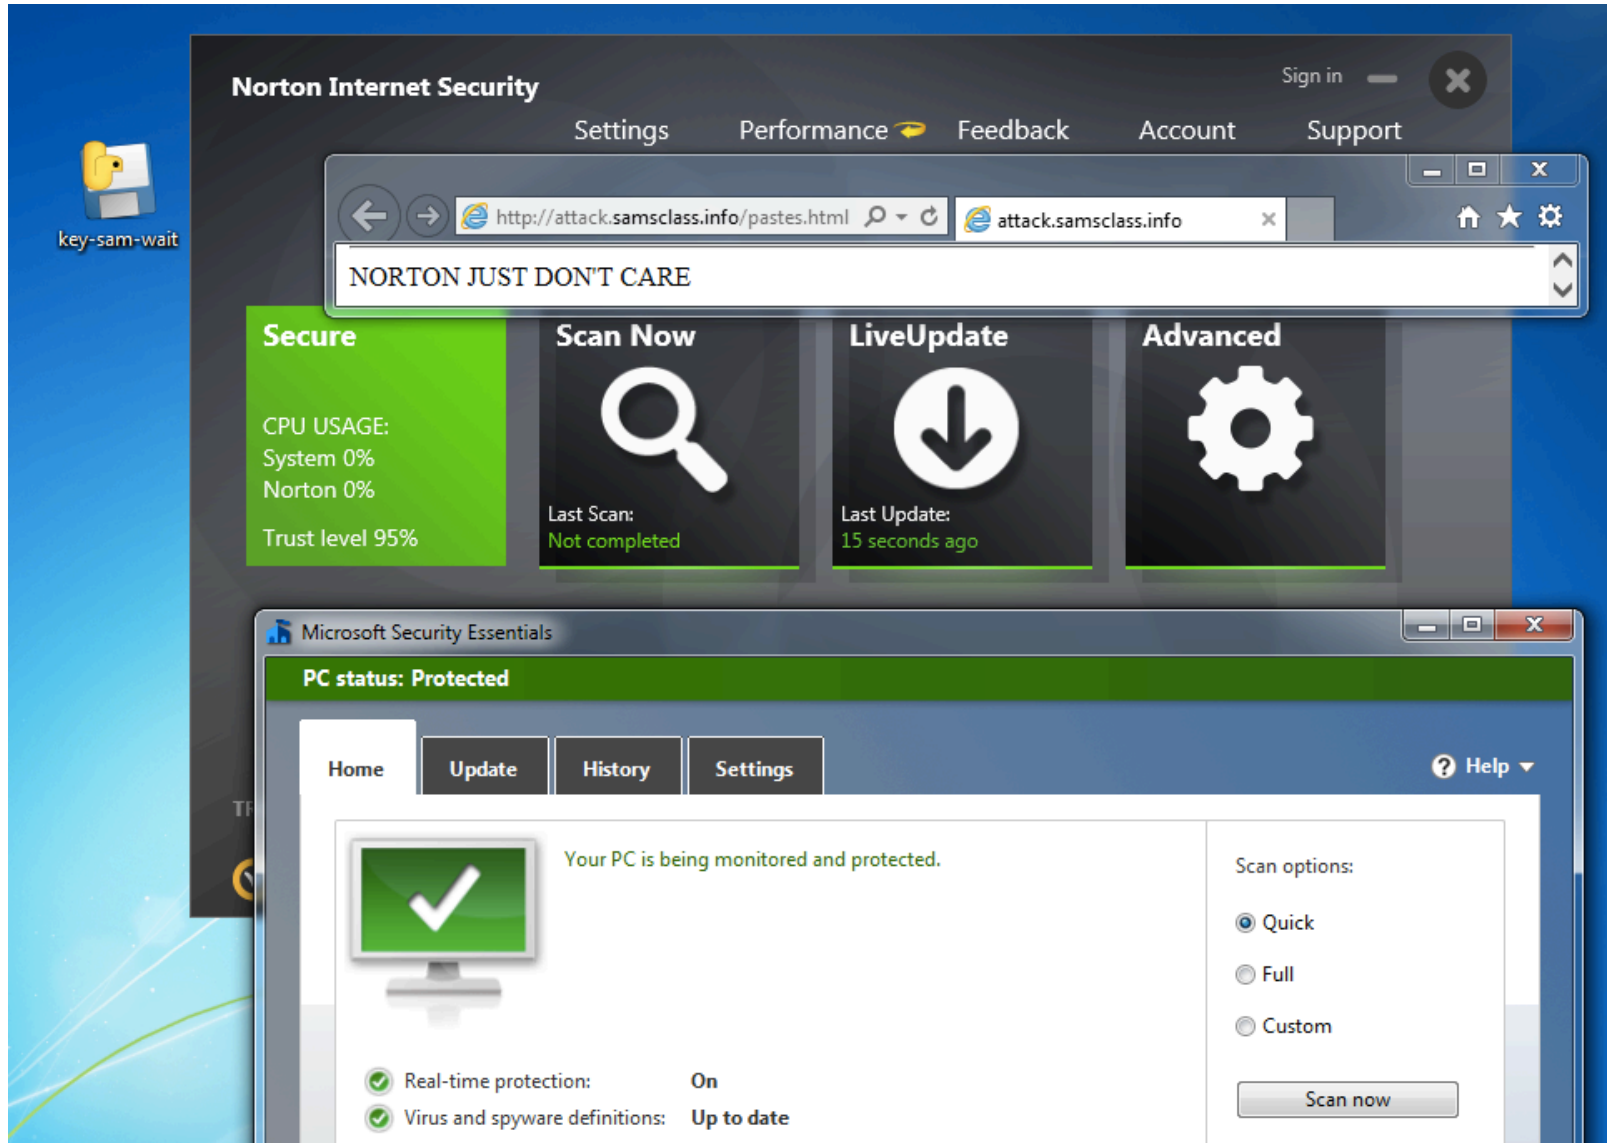 Norton Internet Security
Sign in
Settings Performance Feedback Account Support
key-sam-wait
http://attack.samsclass.info/pastes.html
attack.samsclass.info
NORTON JUST DON'T CARE
Secure
CPU USAGE:
System 0%
Norton 0%
Trust level 95%
Scan Now
Last Scan:
Not completed
LiveUpdate
Last Update:
15 seconds ago
Advanced
Microsoft Security Essentials
PC status: Protected
Home Update History Settings
Help
Your PC is being monitored and protected.
Scan options:
Quick
Full
Custom
Scan now
Real-time protection: On
Virus and spyware definitions: Up to date